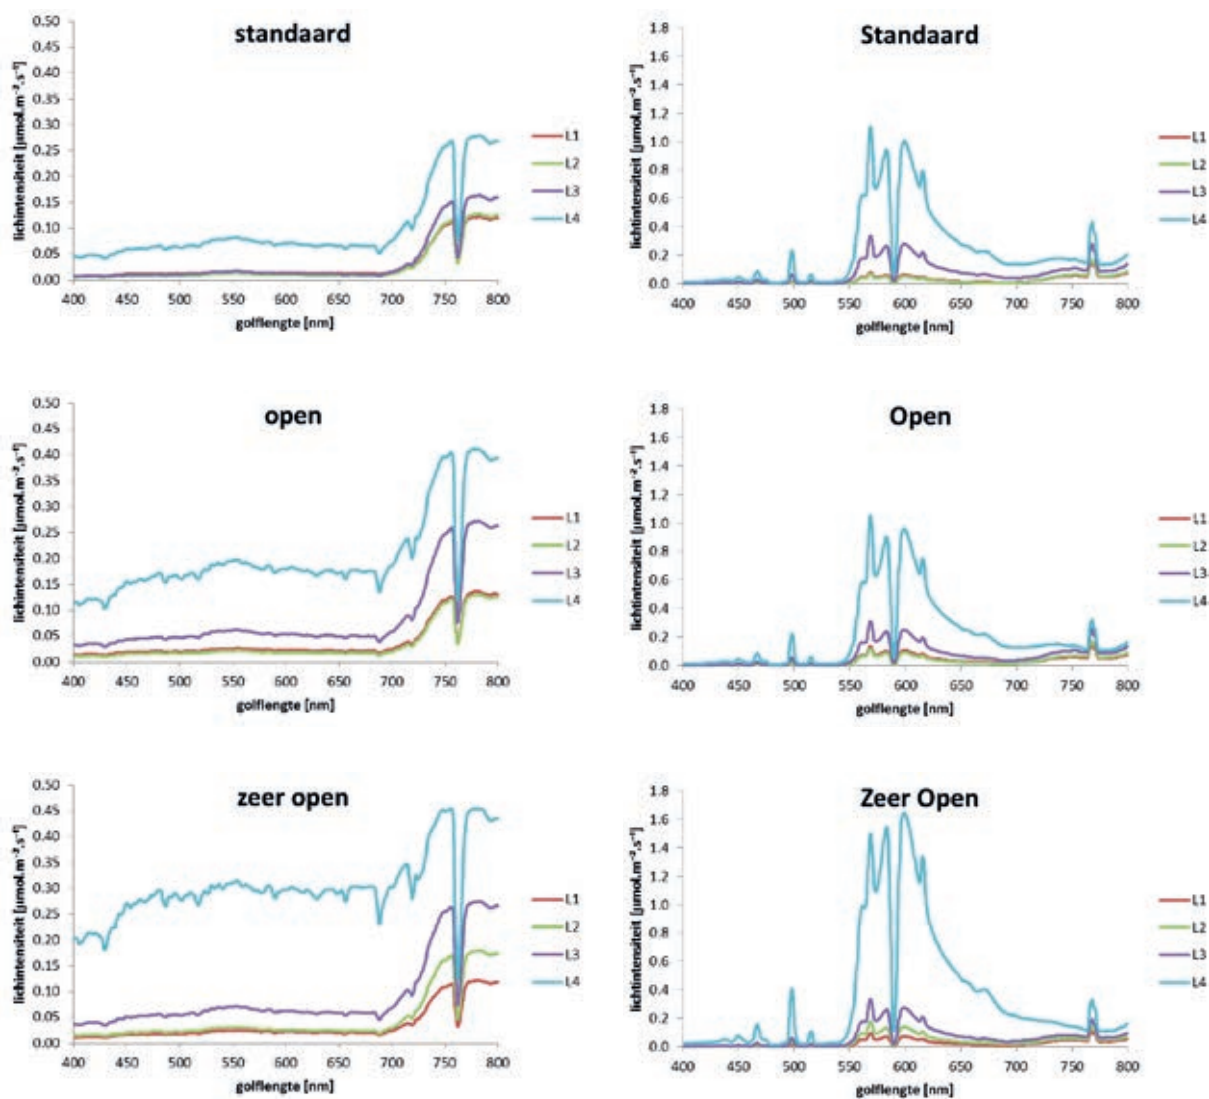 standaard
lichintensiteit [µmol.m⁻².s⁻¹]
0.50
0.45
0.40
0.35
0.30
0.25
0.20
0.15
0.10
0.05
0.00
400 450 500 550 600 650 700 750 800
golflengte [nm]
L1
L2
L3
L4
Standaard
lichtintensiteit [µmol.m⁻².s⁻¹]
1.8
1.6
1.4
1.2
1.0
0.8
0.6
0.4
0.2
0.0
400 450 500 550 600 650 700 750 800
golflengte [nm]
L1
L2
L3
L4
open
lichintensiteit [µmol.m⁻².s⁻¹]
0.50
0.45
0.40
0.35
0.30
0.25
0.20
0.15
0.10
0.05
0.00
400 450 500 550 600 650 700 750 800
golflengte [nm]
L1
L2
L3
L4
Open
lichtintensiteit [µmol.m⁻².s⁻¹]
1.8
1.6
1.4
1.2
1.0
0.8
0.6
0.4
0.2
0.0
400 450 500 550 600 650 700 750 800
golflengte [nm]
L1
L2
L3
L4
zeer open
lichintensiteit [µmol.m⁻².s⁻¹]
0.50
0.45
0.40
0.35
0.30
0.25
0.20
0.15
0.10
0.05
0.00
400 450 500 550 600 650 700 750 800
golflengte [nm]
L1
L2
L3
L4
Zeer Open
lichtintensiteit [µmol.m⁻².s⁻¹]
1.8
1.6
1.4
1.2
1.0
0.8
0.6
0.4
0.2
0.0
400 450 500 550 600 650 700 750 800
golflengte [nm]
L1
L2
L3
L4